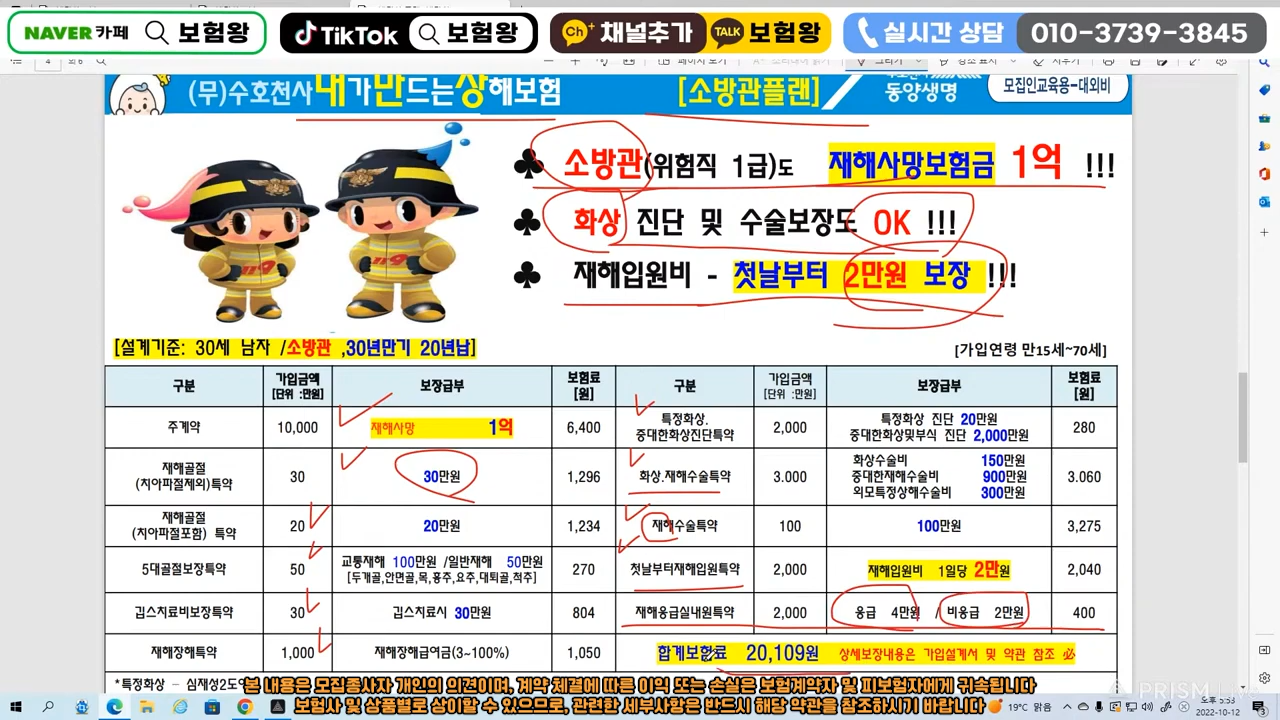 NAVER 카페 보험왕 TikTok 보험왕 Ch+ 채널추가 TALK 보험왕 실시간 상담 010-3739-3845
4
(무)수호천사내가만드는상해보험 [소방관플랜] 동양생명 모집인교육용-대외비
♣ 소방관(위험직 1급)도 재해사망보험금 1억 !!!
♣ 화상 진단 및 수술보장도 OK !!!
♣ 재해입원비 - 첫날부터 2만원 보장 !!!
119 119
[설계기준: 30세 남자 /소방관 ,30년만기 20년납] [가입연령 만15세~70세]
구분 가입금액 [단위 :만원] 보장급부 보험료 [원] 구분 가입금액 [단위 :만원] 보장급부 보험료 [원]
주계약 10,000 재해사망 1억 6,400 특정화상. 중대한화상진단특약 2,000 특정화상 진단 20만원 중대한화상및부식 진단 2,000만원 280
재해골절 (치아파절제외)특약 30 30만원 1,296 화상.재해수술특약 3.000 화상수술비 150만원 중대한재해수술비 900만원 외모특정상해수술비 300만원 3.060
재해골절 (치아파절포함) 특약 20 20만원 1,234 재해수술특약 100 100만원 3,275
5대골절보장특약 50 교통재해 100만원 /일반재해 50만원 [두개골,안면골,목,흉주,요추,대퇴골,척주] 270 첫날부터재해입원특약 2,000 재해입원비 1일당 2만원 2,040
깁스치료비보장특약 30 깁스치료시 30만원 804 재해응급실내원특약 2,000 응급 4만원 / 비응급 2만원 400
재해장해특약 1,000 재해장해급여금(3~100%) 1,050 합계보험료 20,109원 상세보장내용은 가입설계서 및 약관 참조 必
*특정화상 - 심재성2도
본 내용은 모집종사자 개인의 의견이며, 계약 체결에 따른 이익 또는 손실은 보험계약자 및 피보험자에게 귀속됩니다
보험사 및 상품별로 상이할 수 있으므로, 관련한 세부사항은 반드시 해당 약관을 참조하시기 바랍니다
PRISM Live
19°C 맑음 오후 5:53
2022-10-12